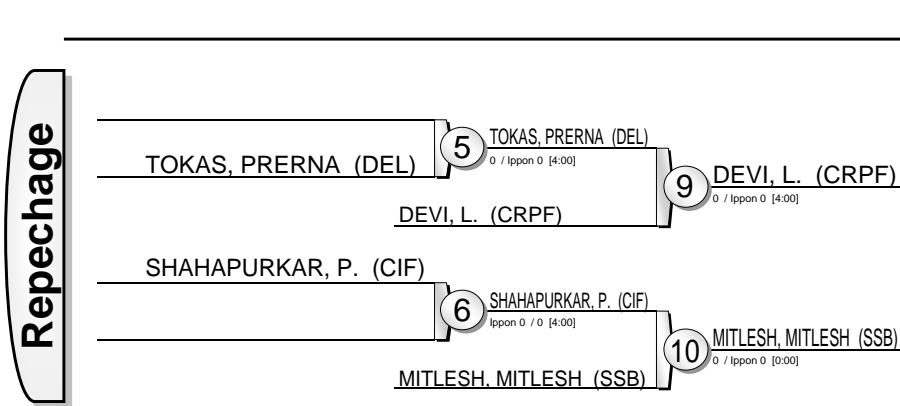 Repechage
TOKAS, PRERNA (DEL)
5
TOKAS, PRERNA (DEL)
0 / Ippon 0 [4:00]
DEVI, L. (CRPF)
9
DEVI, L. (CRPF)
0 / Ippon 0 [4:00]
SHAHAPURKAR, P. (CIF)
6
SHAHAPURKAR, P. (CIF)
Ippon 0 / 0 [4:00]
MITLESH, MITLESH (SSB)
10
MITLESH, MITLESH (SSB)
0 / Ippon 0 [0:00]